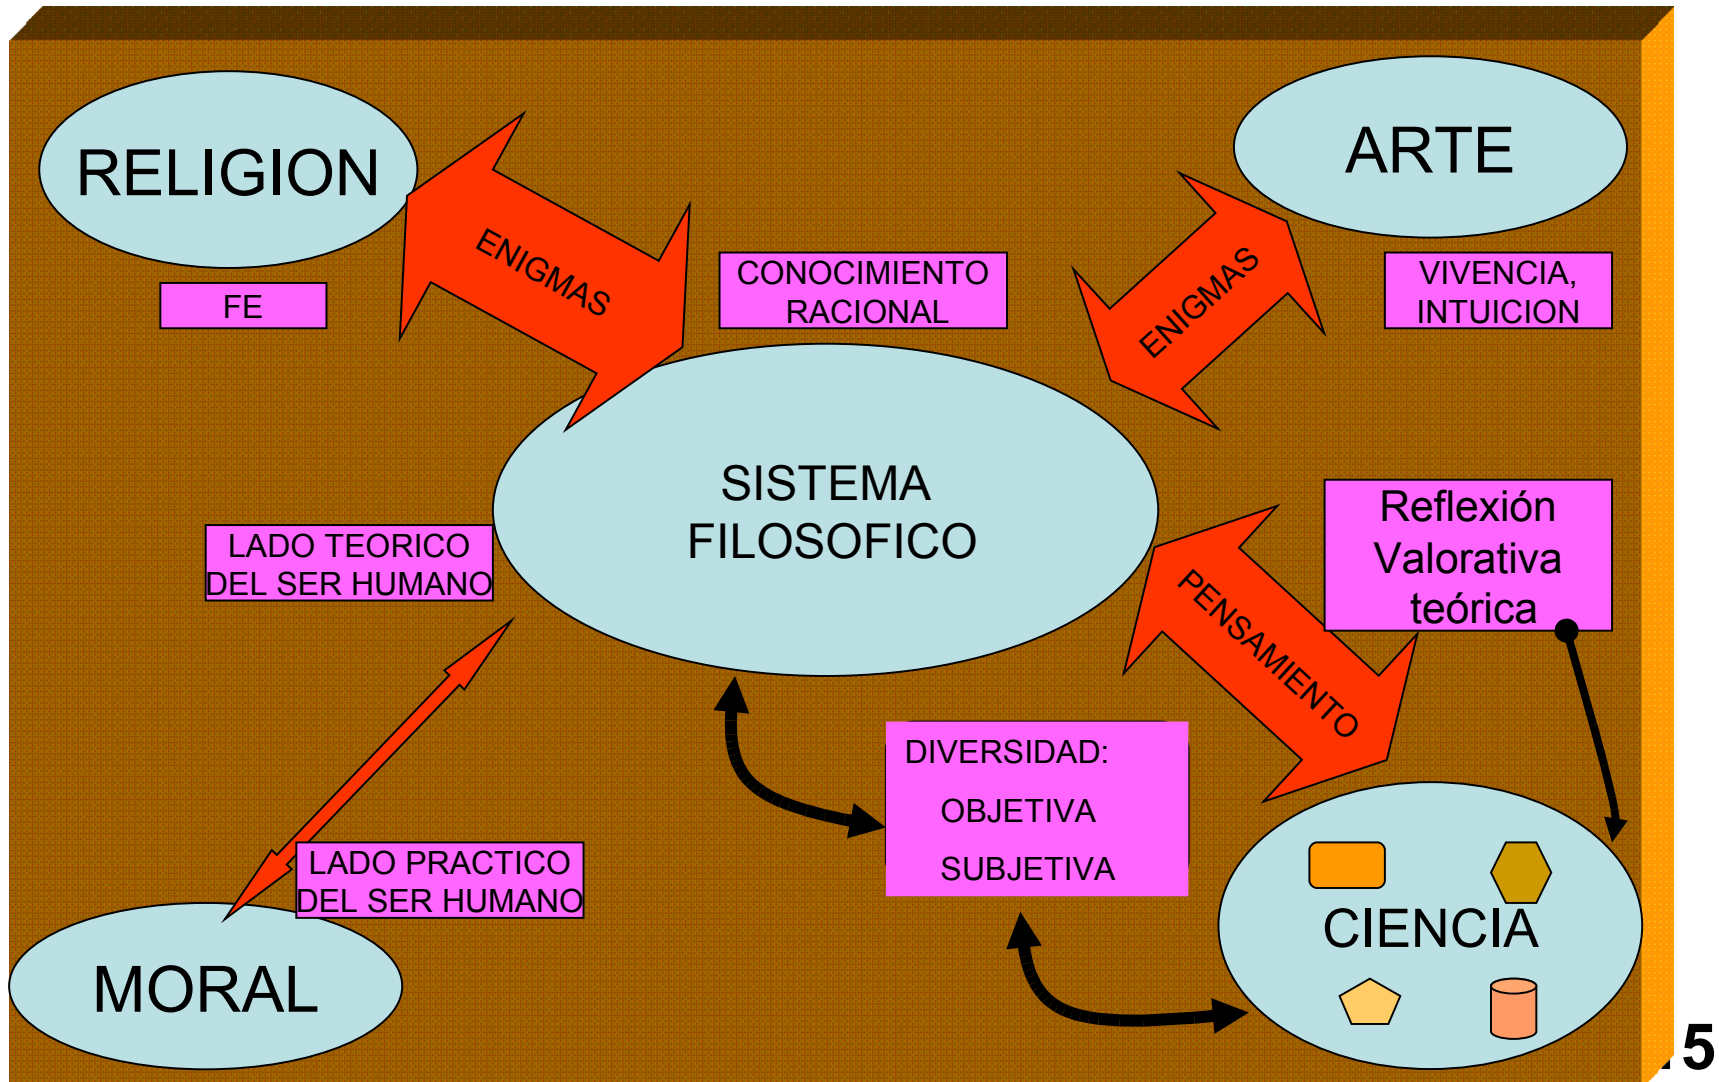 RELIGION
ARTE
ENIGMAS
ENIGMAS
FE
CONOCIMIENTO
RACIONAL
VIVENCIA,
INTUICION
SISTEMA
FILOSOFICO
Reflexión
Valorativa
teórica
LADO TEORICO
DEL SER HUMANO
PENSAMIENTO
DIVERSIDAD:
OBJETIVA
SUBJETIVA
LADO PRACTICO
DEL SER HUMANO
MORAL
CIENCIA
5